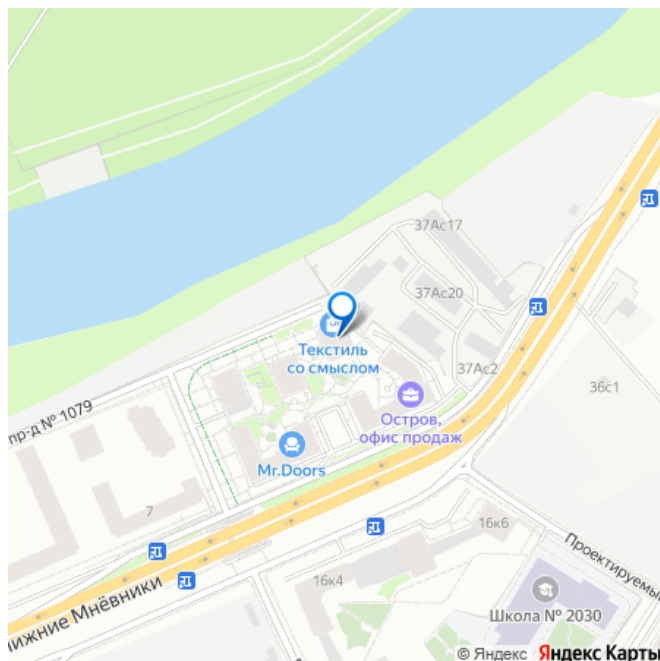 37Ас17
37Ас20
Текстиль
со смыслом
37Ас2
36с1
Остров,
офис продаж
пр-д № 1079
Mr.Doors
7
16к6
Проектируемый
16к4
ижние Мнёвники
Школа № 2030
© Яндекс Яндекс Карты